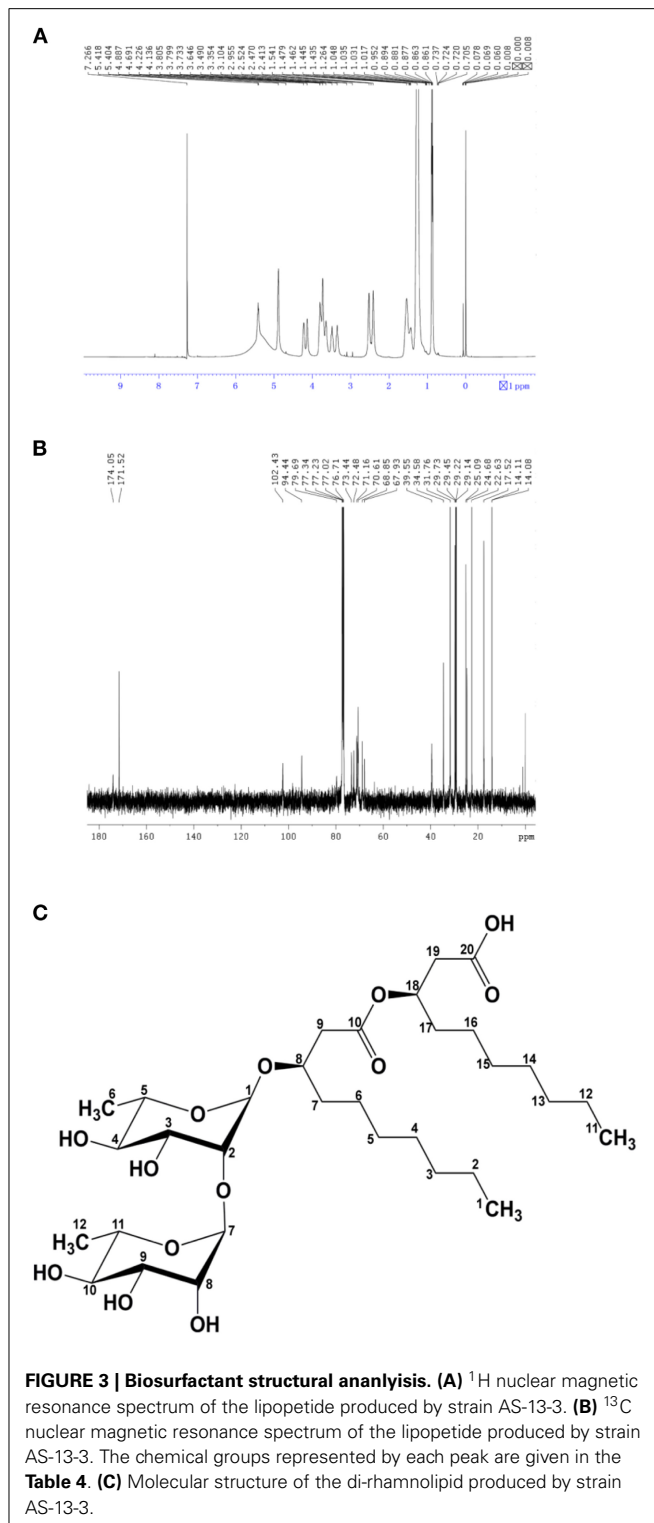 A
7.266 5.418 5.404 4.887 4.691 4.226 4.136 3.805 3.799 3.733 3.646 3.490 3.354 3.104 2.955 2.524 2.470 2.413 1.541 1.479 1.462 1.445 1.435 1.264 1.048 1.035 1.031 1.017 0.952 0.894 0.881 0.877 0.863 0.861 0.737 0.724 0.720 0.705 0.078 0.069 0.060 0.008 0.000 0.008
9 8 7 6 5 4 3 2 1 0 1 ppm
B
174.05 171.52 102.43 94.44 79.69 77.34 77.23 77.02 76.71 73.44 72.48 71.16 70.61 68.85 67.93 39.55 34.58 31.76 29.73 29.45 29.22 29.14 25.09 24.68 22.63 17.52 14.11 14.08
180 160 140 120 100 80 60 40 20 ppm
C
OH
19 20
O 18 O
9 10 17 16
O 8 O 15 14
6 5 1 7 6 13 12
H3C O 5 4 11 CH3
HO 4 3 2 3 2
HO O 1 CH3
12 11 7
H3C O
HO 10 9 8
HO OH
FIGURE 3 | Biosurfactant structural ananlyisis. (A) 1H nuclear magnetic
resonance spectrum of the lipopetide produced by strain AS-13-3. (B) 13C
nuclear magnetic resonance spectrum of the lipopetide produced by strain
AS-13-3. The chemical groups represented by each peak are given in the
Table 4. (C) Molecular structure of the di-rhamnolipid produced by strain
AS-13-3.